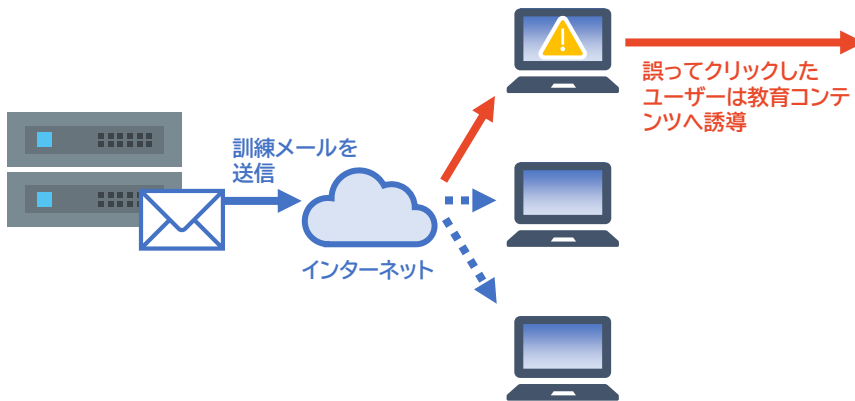 訓練メールを
送信
インターネット
誤ってクリックした
ユーザーは教育コンテ
ンツへ誘導